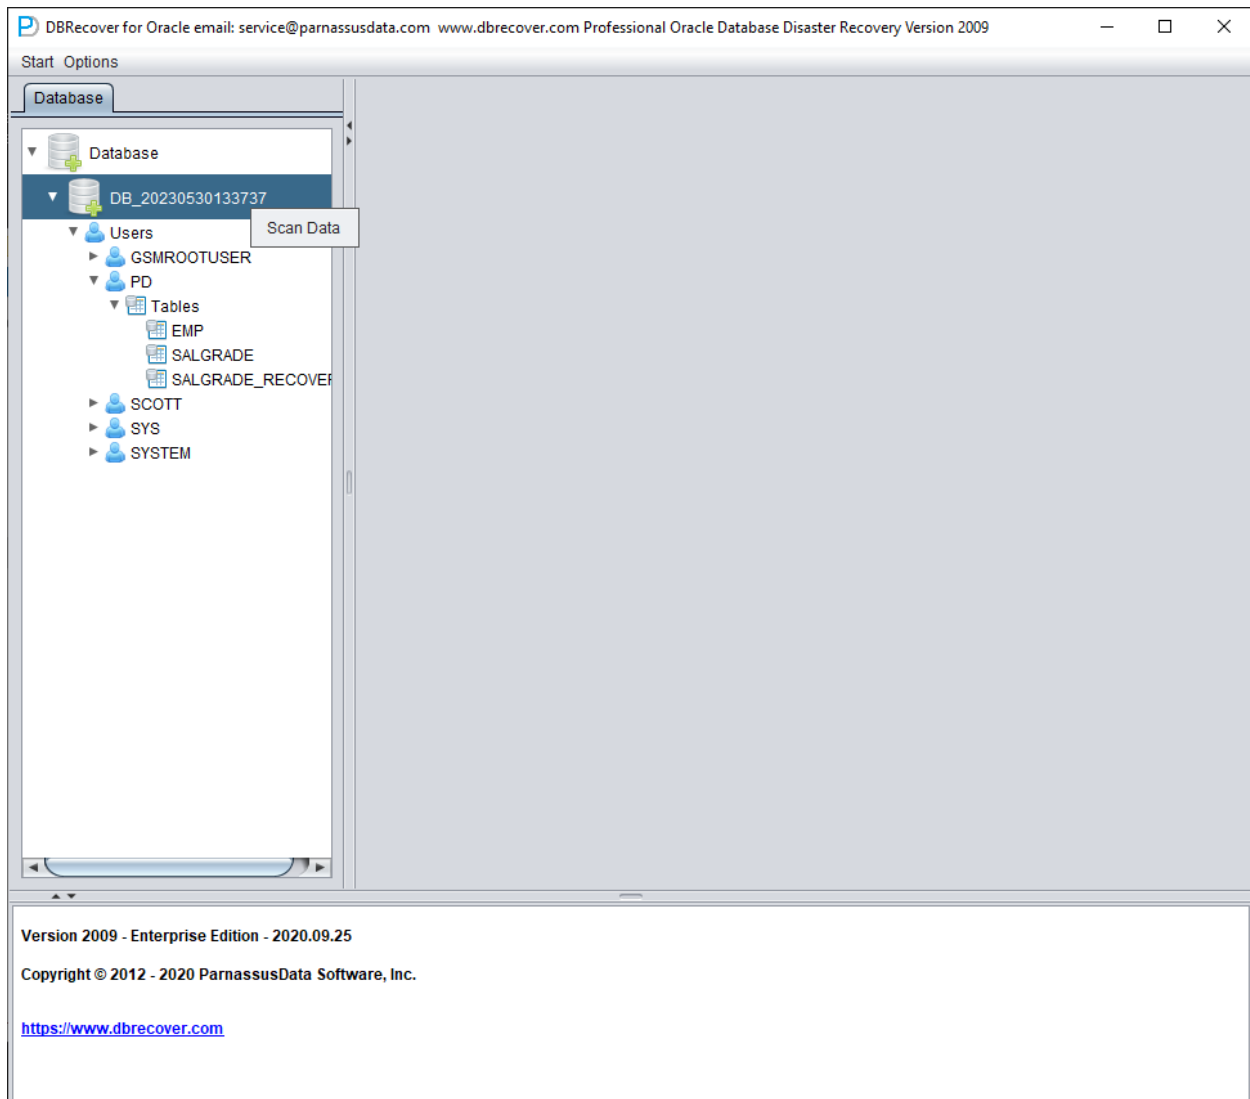 DBRecover for Oracle email: service@parnassusdata.com www.dbrecover.com Professional Oracle Database Disaster Recovery Version 2009
Start Options
Database
Database
DB_20230530133737
Scan Data
Users
GSMROOTUSER
PD
Tables
EMP
SALGRADE
SALGRADE_RECOVER
SCOTT
SYS
SYSTEM
Version 2009 - Enterprise Edition - 2020.09.25
Copyright © 2012 - 2020 ParnassusData Software, Inc.
https://www.dbrecover.com